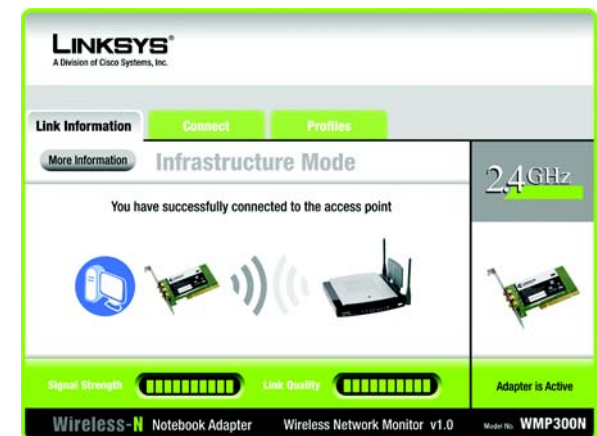 LINKSYS®
A Division of Cisco Systems, Inc.
Link Information
Connect
Profiles
More Information
Infrastructure Mode
2.4GHz
You have successfully connected to the access point
Signal Strength
Link Quality
Adapter is Active
Wireless-N Notebook Adapter Wireless Network Monitor v1.0 Model No. WMP300N